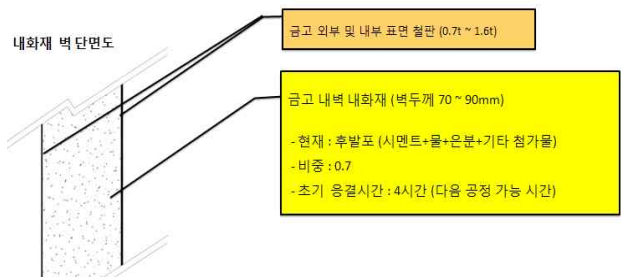 내화재 벽 단면도
금고 외부 및 내부 표면 철판 (0.7t ~ 1.6t)
금고 내벽 내화재 (벽두께 70 ~ 90mm)
- 현재 : 후발포 (시멘트+물+은분+기타 첨가물)
- 비중 : 0.7
- 초기 응결시간 : 4시간 (다음 공정 가능 시간)